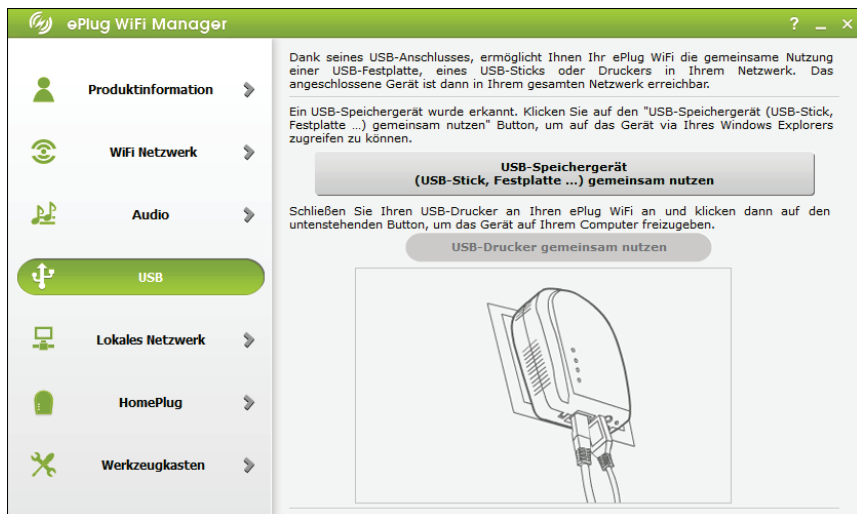 ePlug WiFi Manager
? _ ×
Produktinformation
WiFi Netzwerk
Audio
USB
Lokales Netzwerk
HomePlug
Werkzeugkasten
Dank seines USB-Anschlusses, ermöglicht Ihnen Ihr ePlug WiFi die gemeinsame Nutzung
einer USB-Festplatte, eines USB-Sticks oder Druckers in Ihrem Netzwerk. Das
angeschlossene Gerät ist dann in Ihrem gesamten Netzwerk erreichbar.
Ein USB-Speichergerät wurde erkannt. Klicken Sie auf den "USB-Speichergerät (USB-Stick,
Festplatte ...) gemeinsam nutzen" Button, um auf das Gerät via Ihres Windows Explorers
zugreifen zu können.
USB-Speichergerät
(USB-Stick, Festplatte ...) gemeinsam nutzen
Schließen Sie Ihren USB-Drucker an Ihren ePlug WiFi an und klicken dann auf den
untenstehenden Button, um das Gerät auf Ihrem Computer freizugeben.
USB-Drucker gemeinsam nutzen